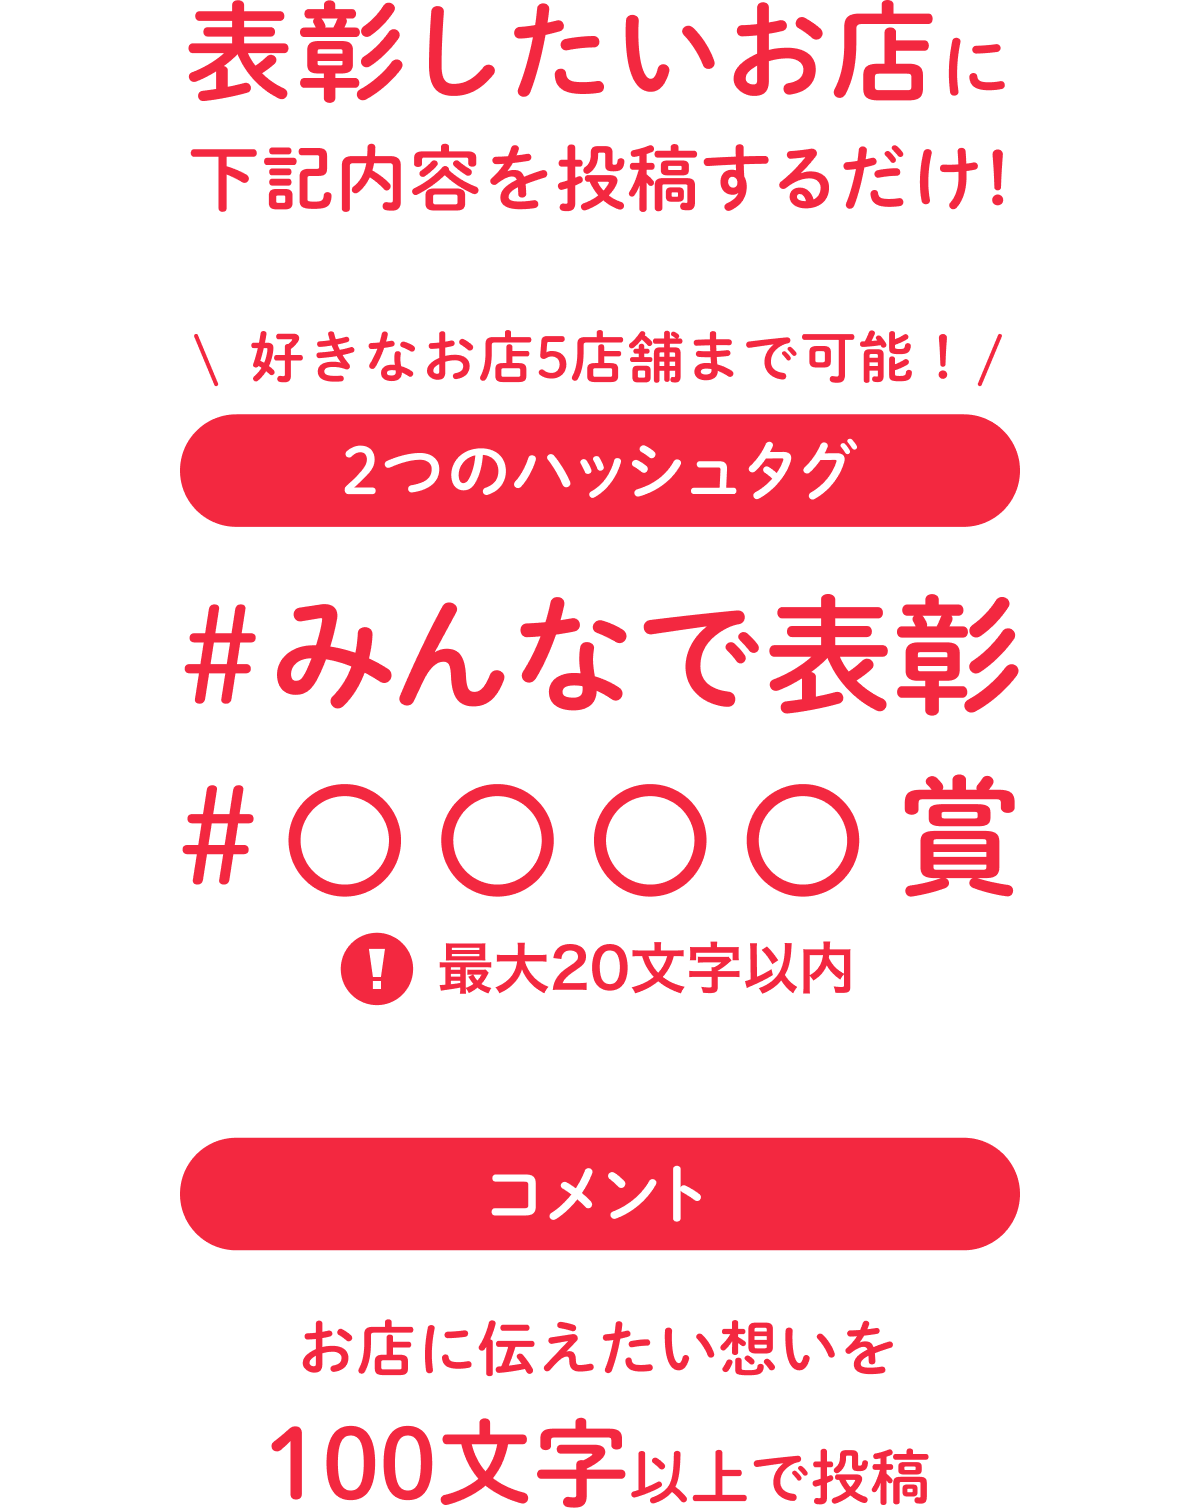 表彰したいお店に
下記内容を投稿するだけ!
\ 好きなお店5店舗まで可能！ /
2つのハッシュタグ
#みんなで表彰
#〇〇〇〇賞
! 最大20文字以内
コメント
お店に伝えたい想いを
100文字以上で投稿